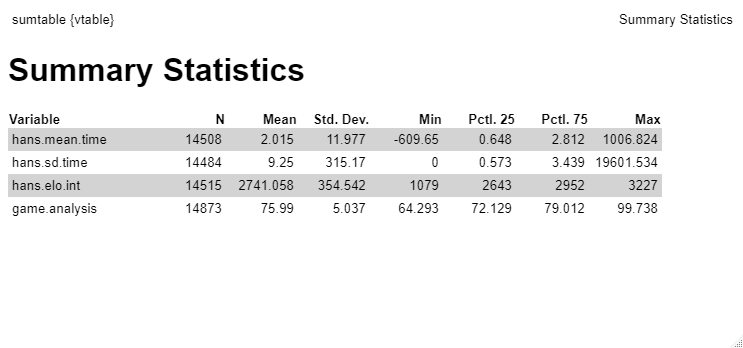 sumtable {vtable} Summary Statistics
Summary Statistics
Variable N Mean Std. Dev. Min Pctl. 25 Pctl. 75 Max
hans.mean.time 14508 2.015 11.977 -609.65 0.648 2.812 1006.824
hans.sd.time 14484 9.25 315.17 0 0.573 3.439 19601.534
hans.elo.int 14515 2741.058 354.542 1079 2643 2952 3227
game.analysis 14873 75.99 5.037 64.293 72.129 79.012 99.738